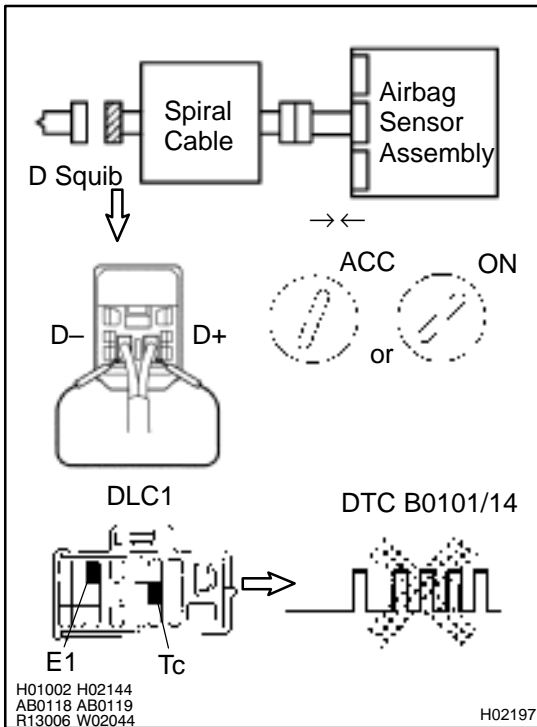 Spiral
Cable
Airbag
Sensor
Assembly
D Squib
ACC
ON
or
D–
D+
DLC1
DTC B0101/14
E1
Tc
H01002 H02144
AB0118 AB0119
R13006 W02044
H02197